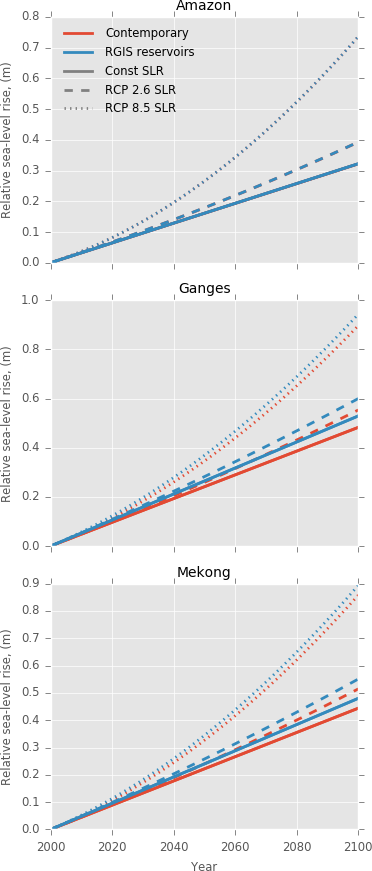 Amazon
0.8
0.7
0.6
0.5
0.4
0.3
0.2
0.1
0.0
Relative sea-level rise, (m)
Contemporary
RGIS reservoirs
Const SLR
RCP 2.6 SLR
RCP 8.5 SLR
Ganges
1.0
0.8
0.6
0.4
0.2
0.0
Relative sea-level rise, (m)
Mekong
0.9
0.8
0.7
0.6
0.5
0.4
0.3
0.2
0.1
0.0
Relative sea-level rise, (m)
2000 2020 2040 2060 2080 2100
Year